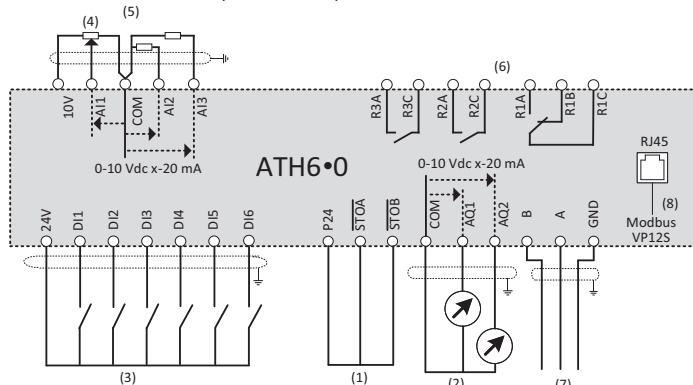 (4)
(5)
(6)
10V
AI1
COM
AI2
AI3
R3A
R3C
R2A
R2C
R1A
R1B
R1C
0-10 Vdc x-20 mA
ATH6•0
0-10 Vdc x-20 mA
RJ45
(8)
Modbus
VP12S
24V
DI1
DI2
DI3
DI4
DI5
DI6
P24
STOA
STOB
COM
AQ1
AQ2
B
A
GND
(3)
(1)
(2)
(7)